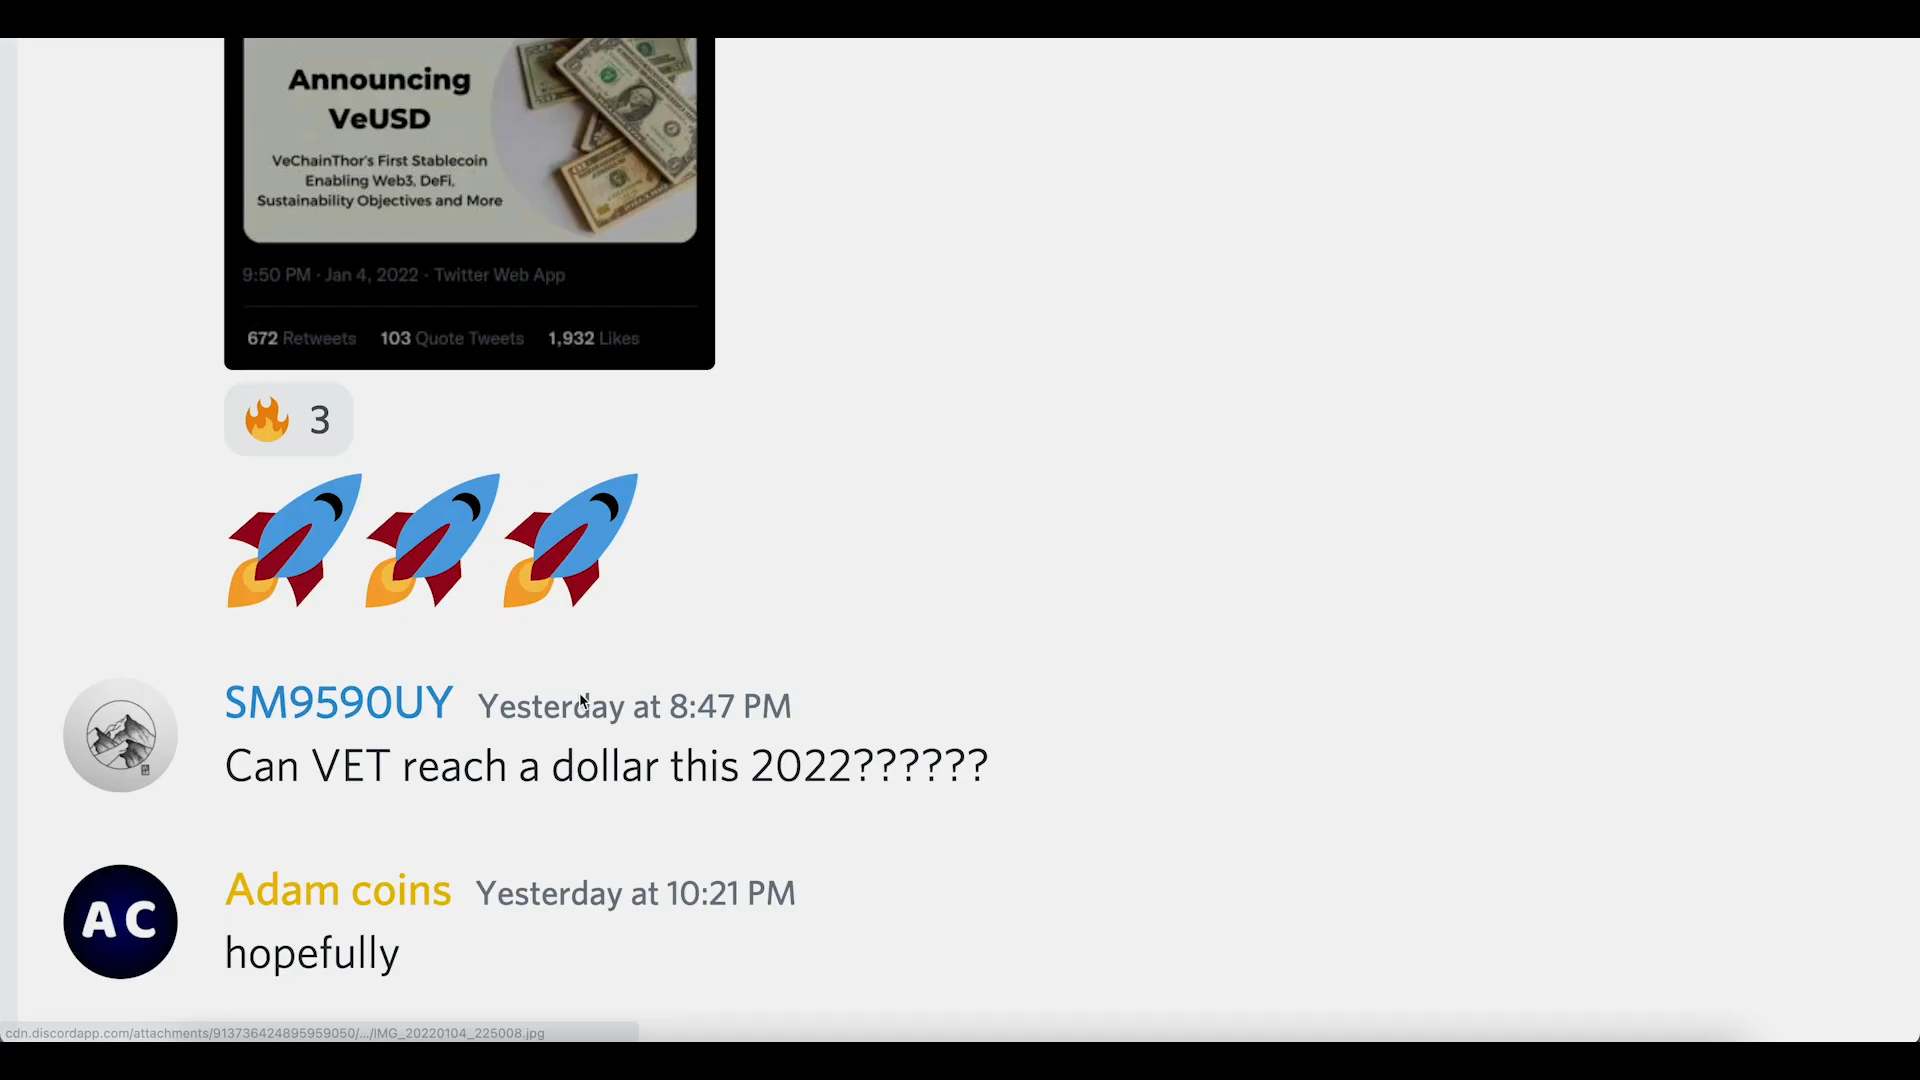 Announcing
VeUSD
VeChainThor's First Stablecoin
Enabling Web3, DeFi,
Sustainability Objectives and More
9:50 PM · Jan 4, 2022 · Twitter Web App
672 Retweets 103 Quote Tweets 1,932 Likes
3
SM9590UY Yesterday at 8:47 PM
Can VET reach a dollar this 2022??????
AC
Adam coins Yesterday at 10:21 PM
hopefully
cdn.discordapp.com/attachments/913736424895959050/.../IMG_20220104_225008.jpg